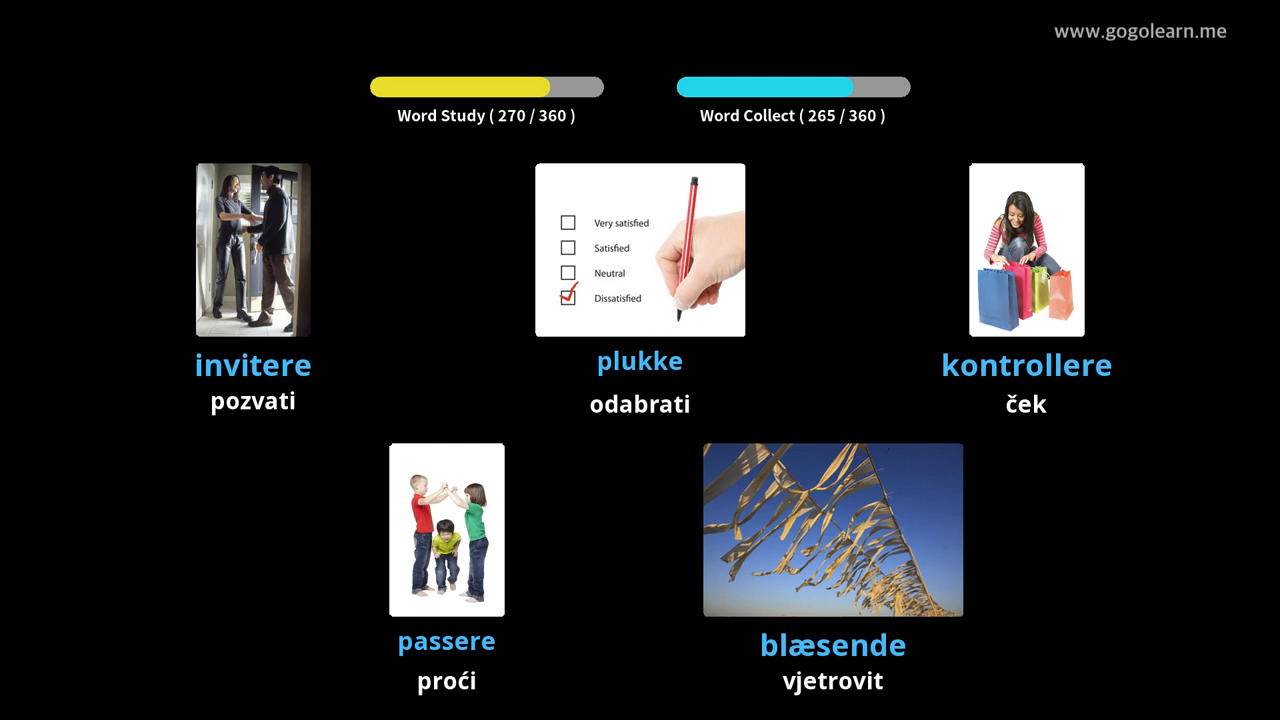 www.gogolearn.me
Word Study ( 270 / 360 )
Word Collect ( 265 / 360 )
Very satisfied
Satisfied
Neutral
Dissatisfied
invitere
plukke
kontrollere
pozvati
odabrati
ček
passere
blæsende
proći
vjetrovit